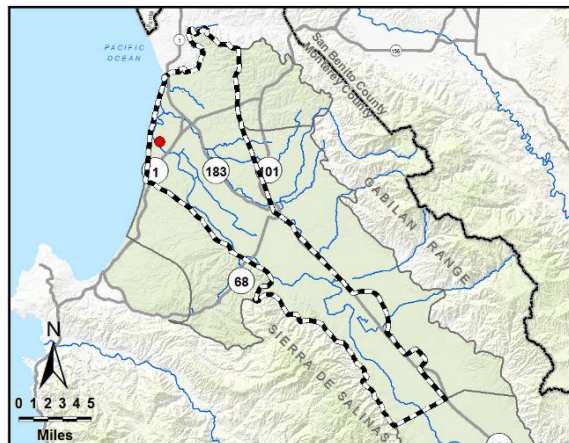 1
PACIFIC
OCEAN
156
San Benito County
Monterey County
183
101
1
GABILAN RANGE
68
N
SIERRA DE SALINAS
0 1 2 3 4 5
Miles